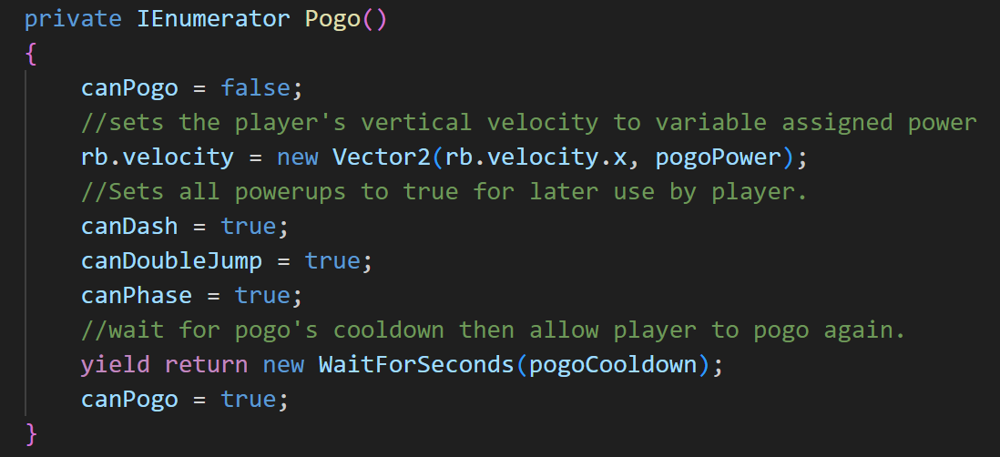 private IEnumerator Pogo()
{
canPogo = false;
//sets the player's vertical velocity to variable assigned power
rb.velocity = new Vector2(rb.velocity.x, pogoPower);
//Sets all powerups to true for later use by player.
canDash = true;
canDoubleJump = true;
canPhase = true;
//wait for pogo's cooldown then allow player to pogo again.
yield return new WaitForSeconds(pogoCooldown);
canPogo = true;
}